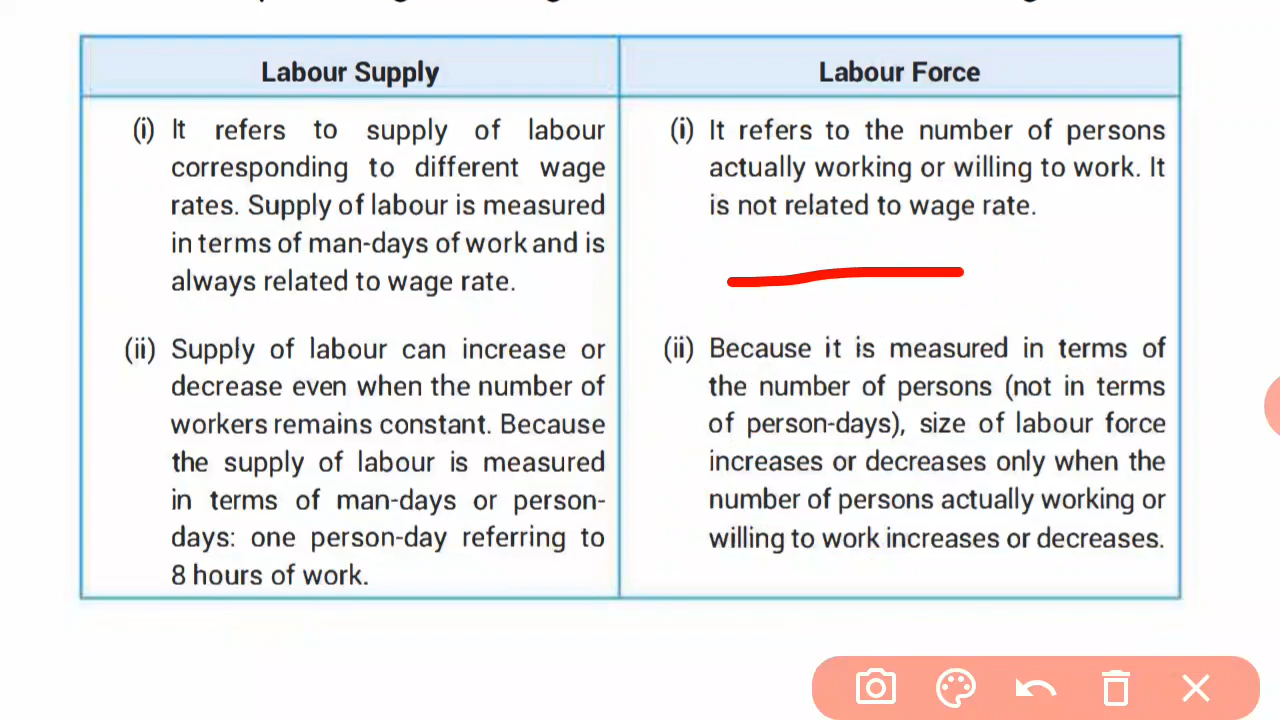 Labour Supply
(i) It refers to supply of labour
corresponding to different wage
rates. Supply of labour is measured
in terms of man-days of work and is
always related to wage rate.
(ii) Supply of labour can increase or
decrease even when the number of
workers remains constant. Because
the supply of labour is measured
in terms of man-days or person-
days: one person-day referring to
8 hours of work.
Labour Force
(i) It refers to the number of persons
actually working or willing to work. It
is not related to wage rate.
(ii) Because it is measured in terms of
the number of persons (not in terms
of person-days), size of labour force
increases or decreases only when the
number of persons actually working or
willing to work increases or decreases.